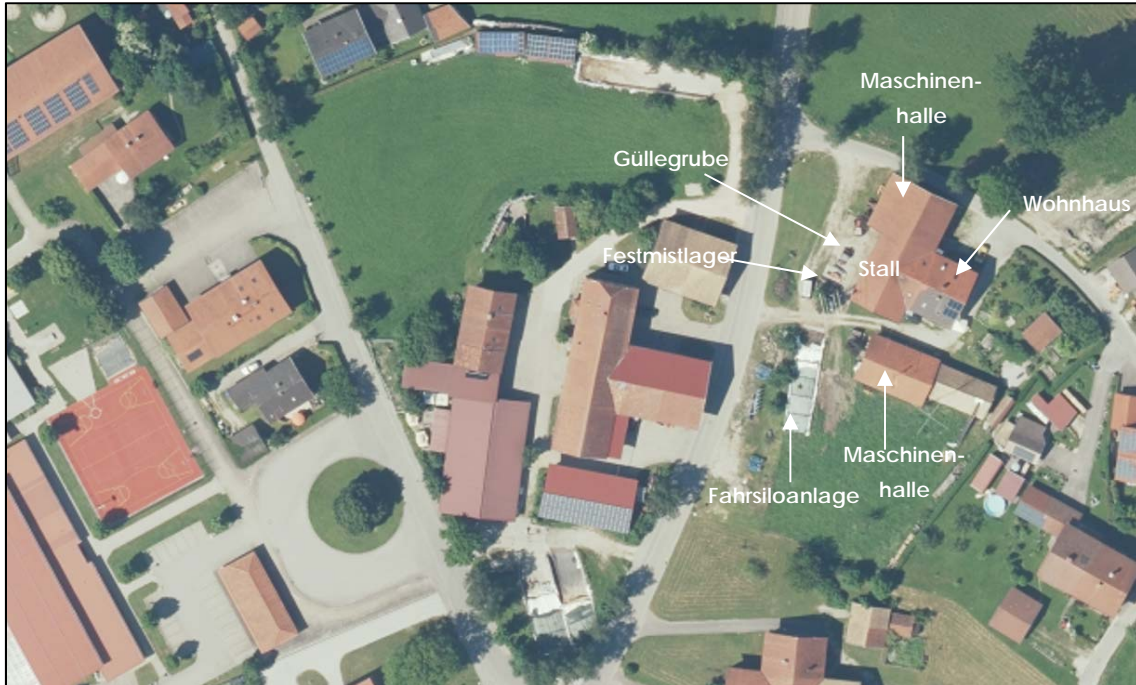 Maschinen-
halle
Güllegrube
Wohnhaus
Festmistlager
Stall
Maschinen-
halle
Fahrsiloanlage